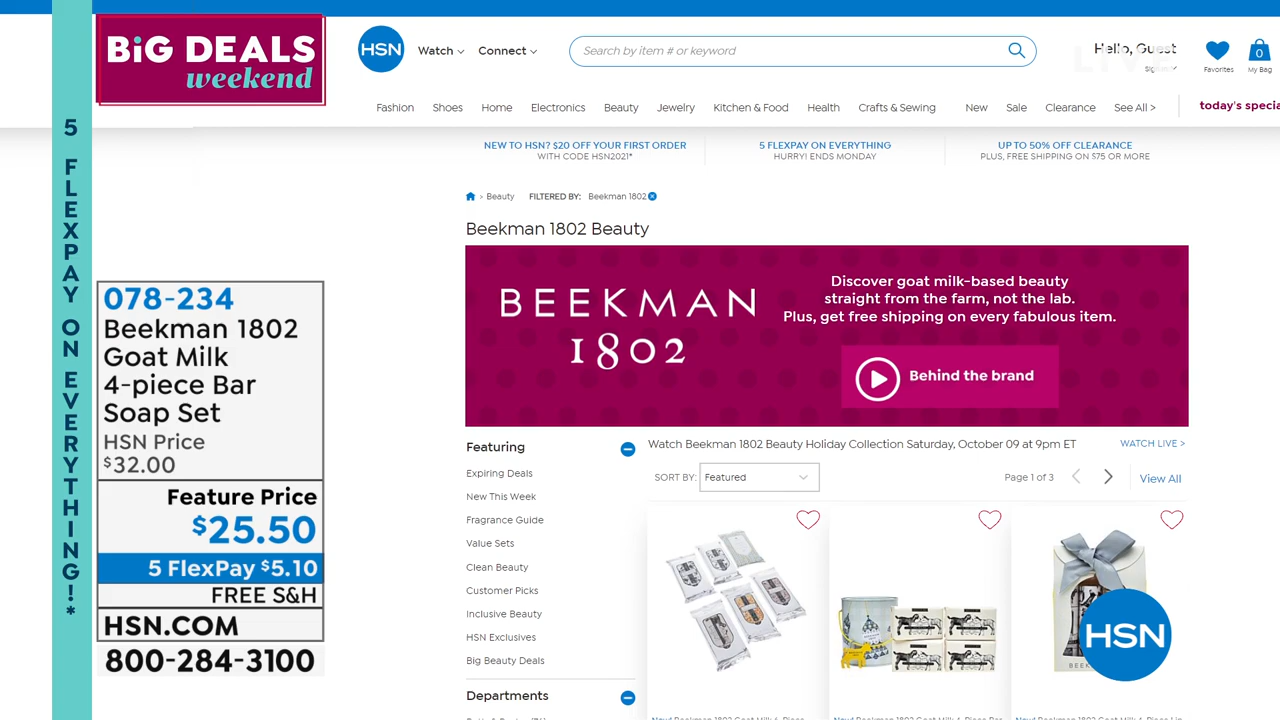 BiG DEALS
weekend
5 FLEXPAY ON EVERYTHING!*
078-234
Beekman 1802
Goat Milk
4-piece Bar
Soap Set
HSN Price
$32.00
Feature Price
$25.50
5 FlexPay $5.10
FREE S&H
HSN.COM
800-284-3100
HSN
Watch
Connect
Search by item # or keyword
LIVE
Hello, Guest
Favorites
0
My Bag
Fashion Shoes Home Electronics Beauty Jewelry Kitchen & Food Health Crafts & Sewing New Sale Clearance See All > today's specia
NEW TO HSN? $20 OFF YOUR FIRST ORDER
WITH CODE HSN2021*
5 FLEXPAY ON EVERYTHING
HURRY! ENDS MONDAY
UP TO 50% OFF CLEARANCE
PLUS, FREE SHIPPING ON $75 OR MORE
> Beauty FILTERED BY: Beekman 1802
Beekman 1802 Beauty
BEEKMAN
1802
Discover goat milk-based beauty
straight from the farm, not the lab.
Plus, get free shipping on every fabulous item.
Behind the brand
Featuring
Expiring Deals
New This Week
Fragrance Guide
Value Sets
Clean Beauty
Customer Picks
Inclusive Beauty
HSN Exclusives
Big Beauty Deals
Departments
Watch Beekman 1802 Beauty Holiday Collection Saturday, October 09 at 9pm ET
WATCH LIVE >
SORT BY: Featured
Page 1 of 3
View All
HSN